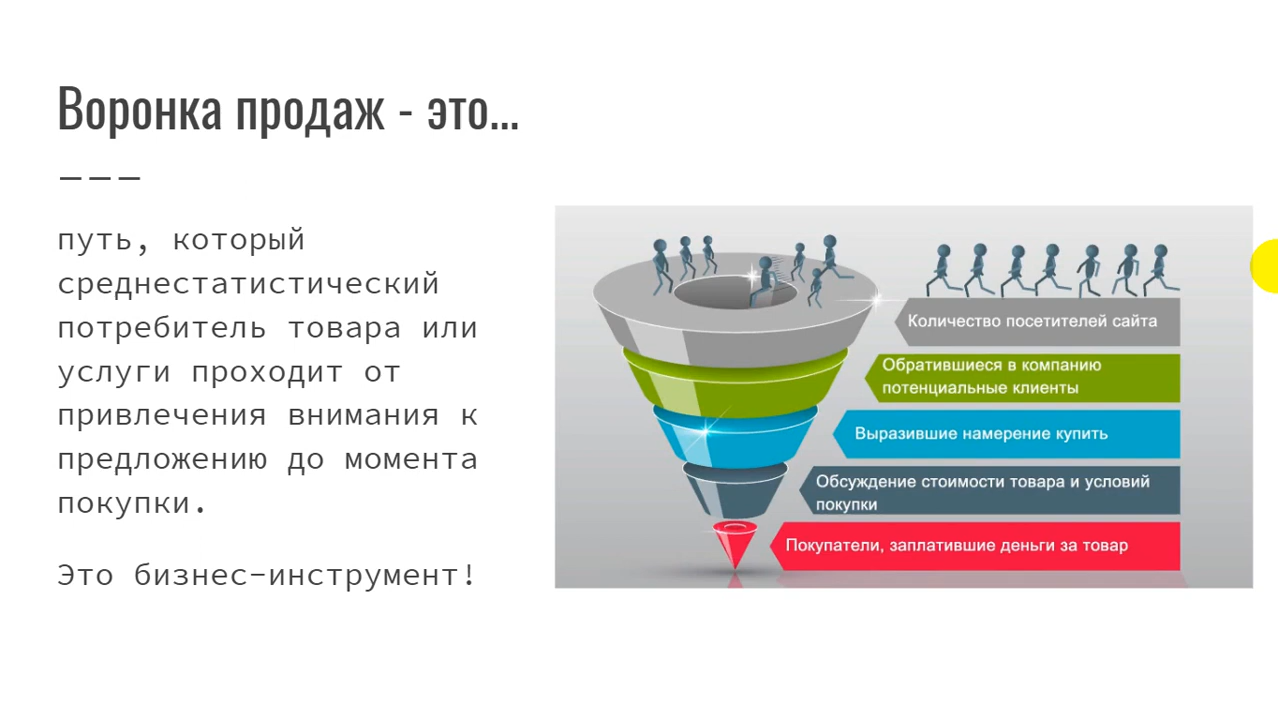 Воронка продаж - это...
———
путь, который
среднестатистический
потребитель товара или
услуги проходит от
привлечения внимания к
предложению до момента
покупки.
Это бизнес-инструмент!
Количество посетителей сайта
Обратившиеся в компанию
потенциальные клиенты
Выразившие намерение купить
Обсуждение стоимости товара и условий
покупки
Покупатели, заплатившие деньги за товар